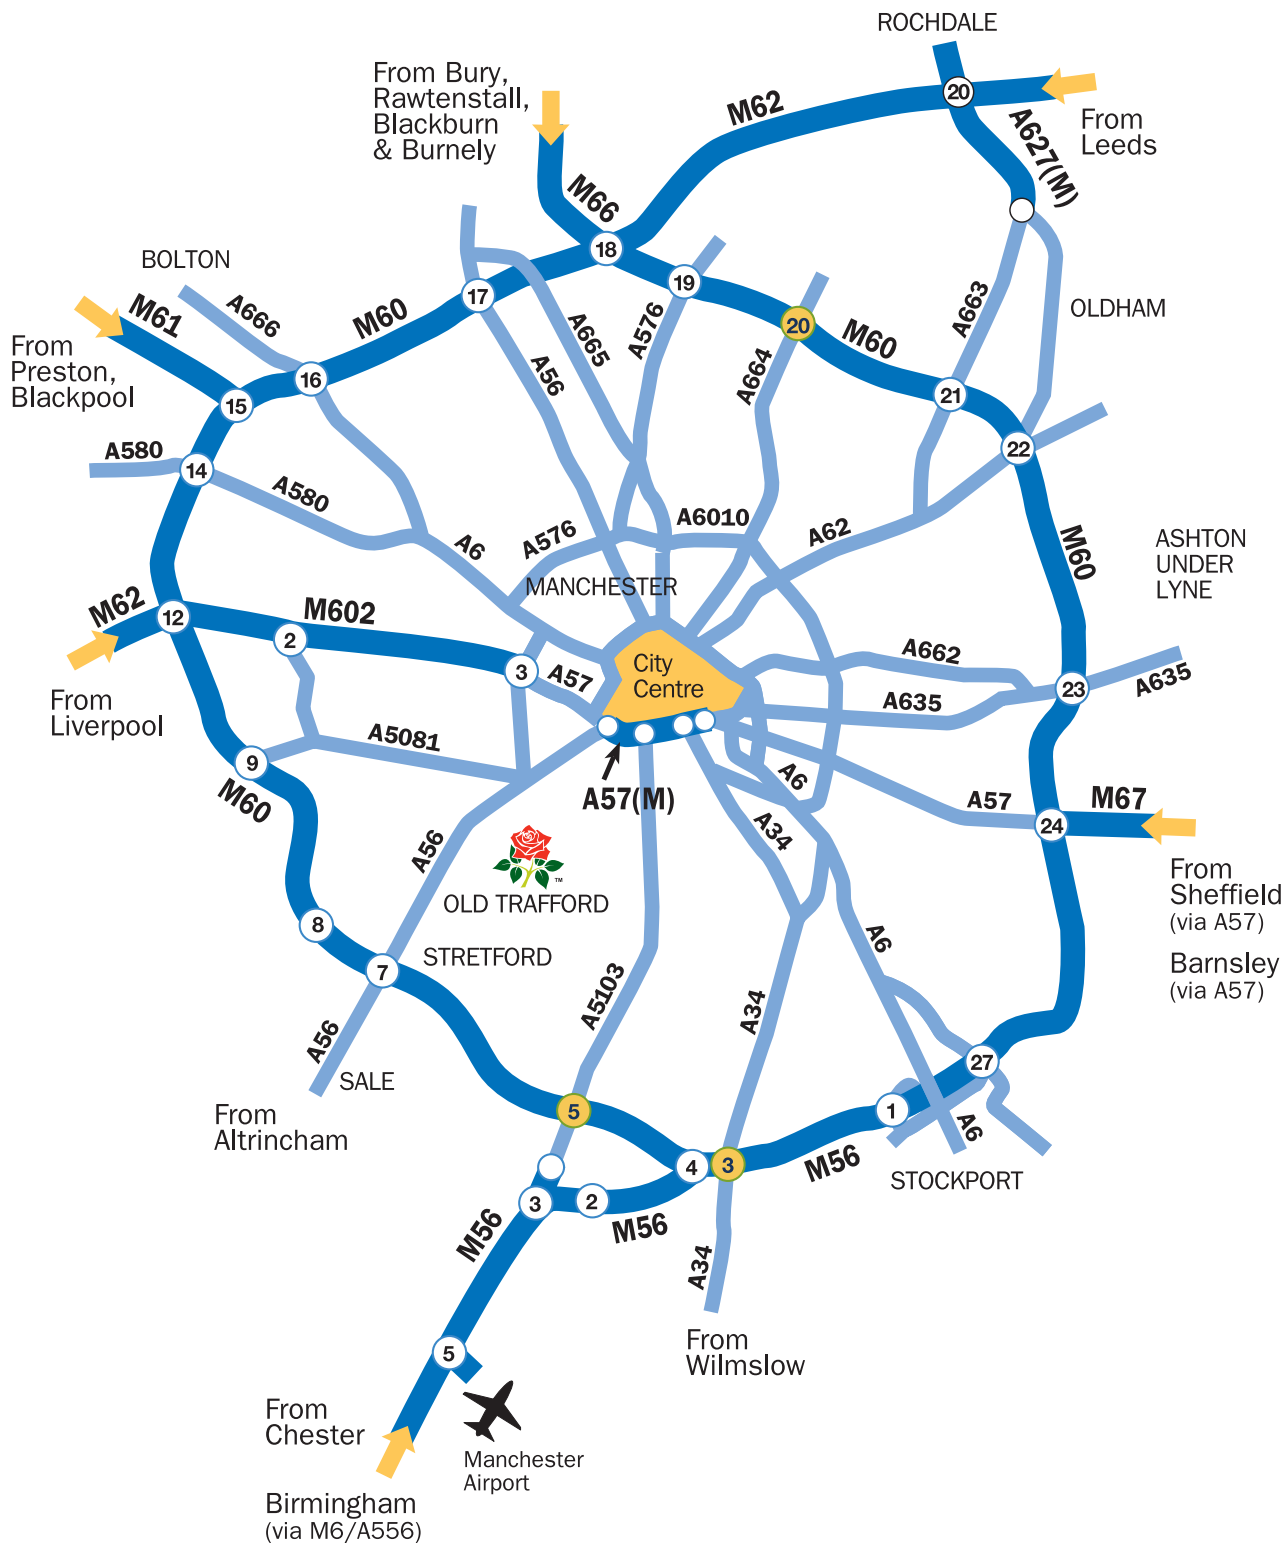 ROCHDALE
From Bury,
Rawtenstall,
Blackburn
& Burnely
M62
20
A627(M)
From
Leeds
M66
18
BOLTON
A666
M60
17
19
20
M60
A663
OLDHAM
M61
From
Preston,
Blackpool
16
15
A56
A665
A576
A664
21
22
A580
14
A580
A6
A576
A6010
A62
M60
ASHTON
UNDER
LYNE
MANCHESTER
M62
12
M602
2
3
A57
City
Centre
A662
A635
23
A635
From
Liverpool
9
A5081
M60
A57(M)
A6
A34
A57
24
M67
A56
™
OLD TRAFFORD
From
Sheffield
(via A57)
Barnsley
(via A57)
8
7
STRETFORD
A6
A5103
A34
A56
SALE
From
Altrincham
27
1
A6
5
4
3
M56
STOCKPORT
3
2
M56
M56
A34
From
Wilmslow
5
From
Chester
Manchester
Airport
Birmingham
(via M6/A556)